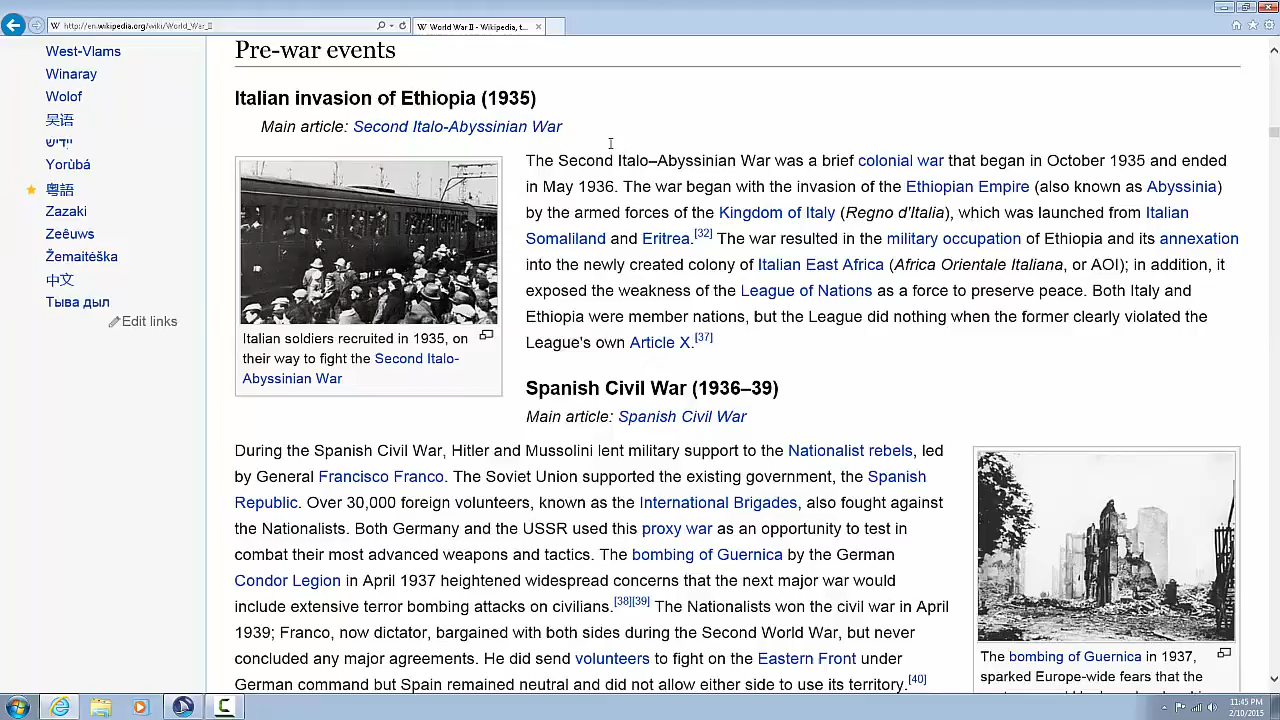 http://en.wikipedia.org/wiki/World_War_II
World War II - Wikipedia, t...
West-Vlams
Winaray
Wolof
吴语
ייִדיש
Yorùbá
粵語
Zazaki
Zeêuws
Žemaitėška
中文
Тыва дыл
Edit links
Pre-war events
Italian invasion of Ethiopia (1935)
Main article: Second Italo-Abyssinian War
Italian soldiers recruited in 1935, on
their way to fight the Second Italo-
Abyssinian War
The Second Italo–Abyssinian War was a brief colonial war that began in October 1935 and ended
in May 1936. The war began with the invasion of the Ethiopian Empire (also known as Abyssinia)
by the armed forces of the Kingdom of Italy (Regno d'Italia), which was launched from Italian
Somaliland and Eritrea.[32] The war resulted in the military occupation of Ethiopia and its annexation
into the newly created colony of Italian East Africa (Africa Orientale Italiana, or AOI); in addition, it
exposed the weakness of the League of Nations as a force to preserve peace. Both Italy and
Ethiopia were member nations, but the League did nothing when the former clearly violated the
League's own Article X.[37]
Spanish Civil War (1936–39)
Main article: Spanish Civil War
During the Spanish Civil War, Hitler and Mussolini lent military support to the Nationalist rebels, led
by General Francisco Franco. The Soviet Union supported the existing government, the Spanish
Republic. Over 30,000 foreign volunteers, known as the International Brigades, also fought against
the Nationalists. Both Germany and the USSR used this proxy war as an opportunity to test in
combat their most advanced weapons and tactics. The bombing of Guernica by the German
Condor Legion in April 1937 heightened widespread concerns that the next major war would
include extensive terror bombing attacks on civilians.[38][39] The Nationalists won the civil war in April
1939; Franco, now dictator, bargained with both sides during the Second World War, but never
concluded any major agreements. He did send volunteers to fight on the Eastern Front under
German command but Spain remained neutral and did not allow either side to use its territory.[40]
The bombing of Guernica in 1937,
sparked Europe-wide fears that the
11:45 PM
2/10/2015